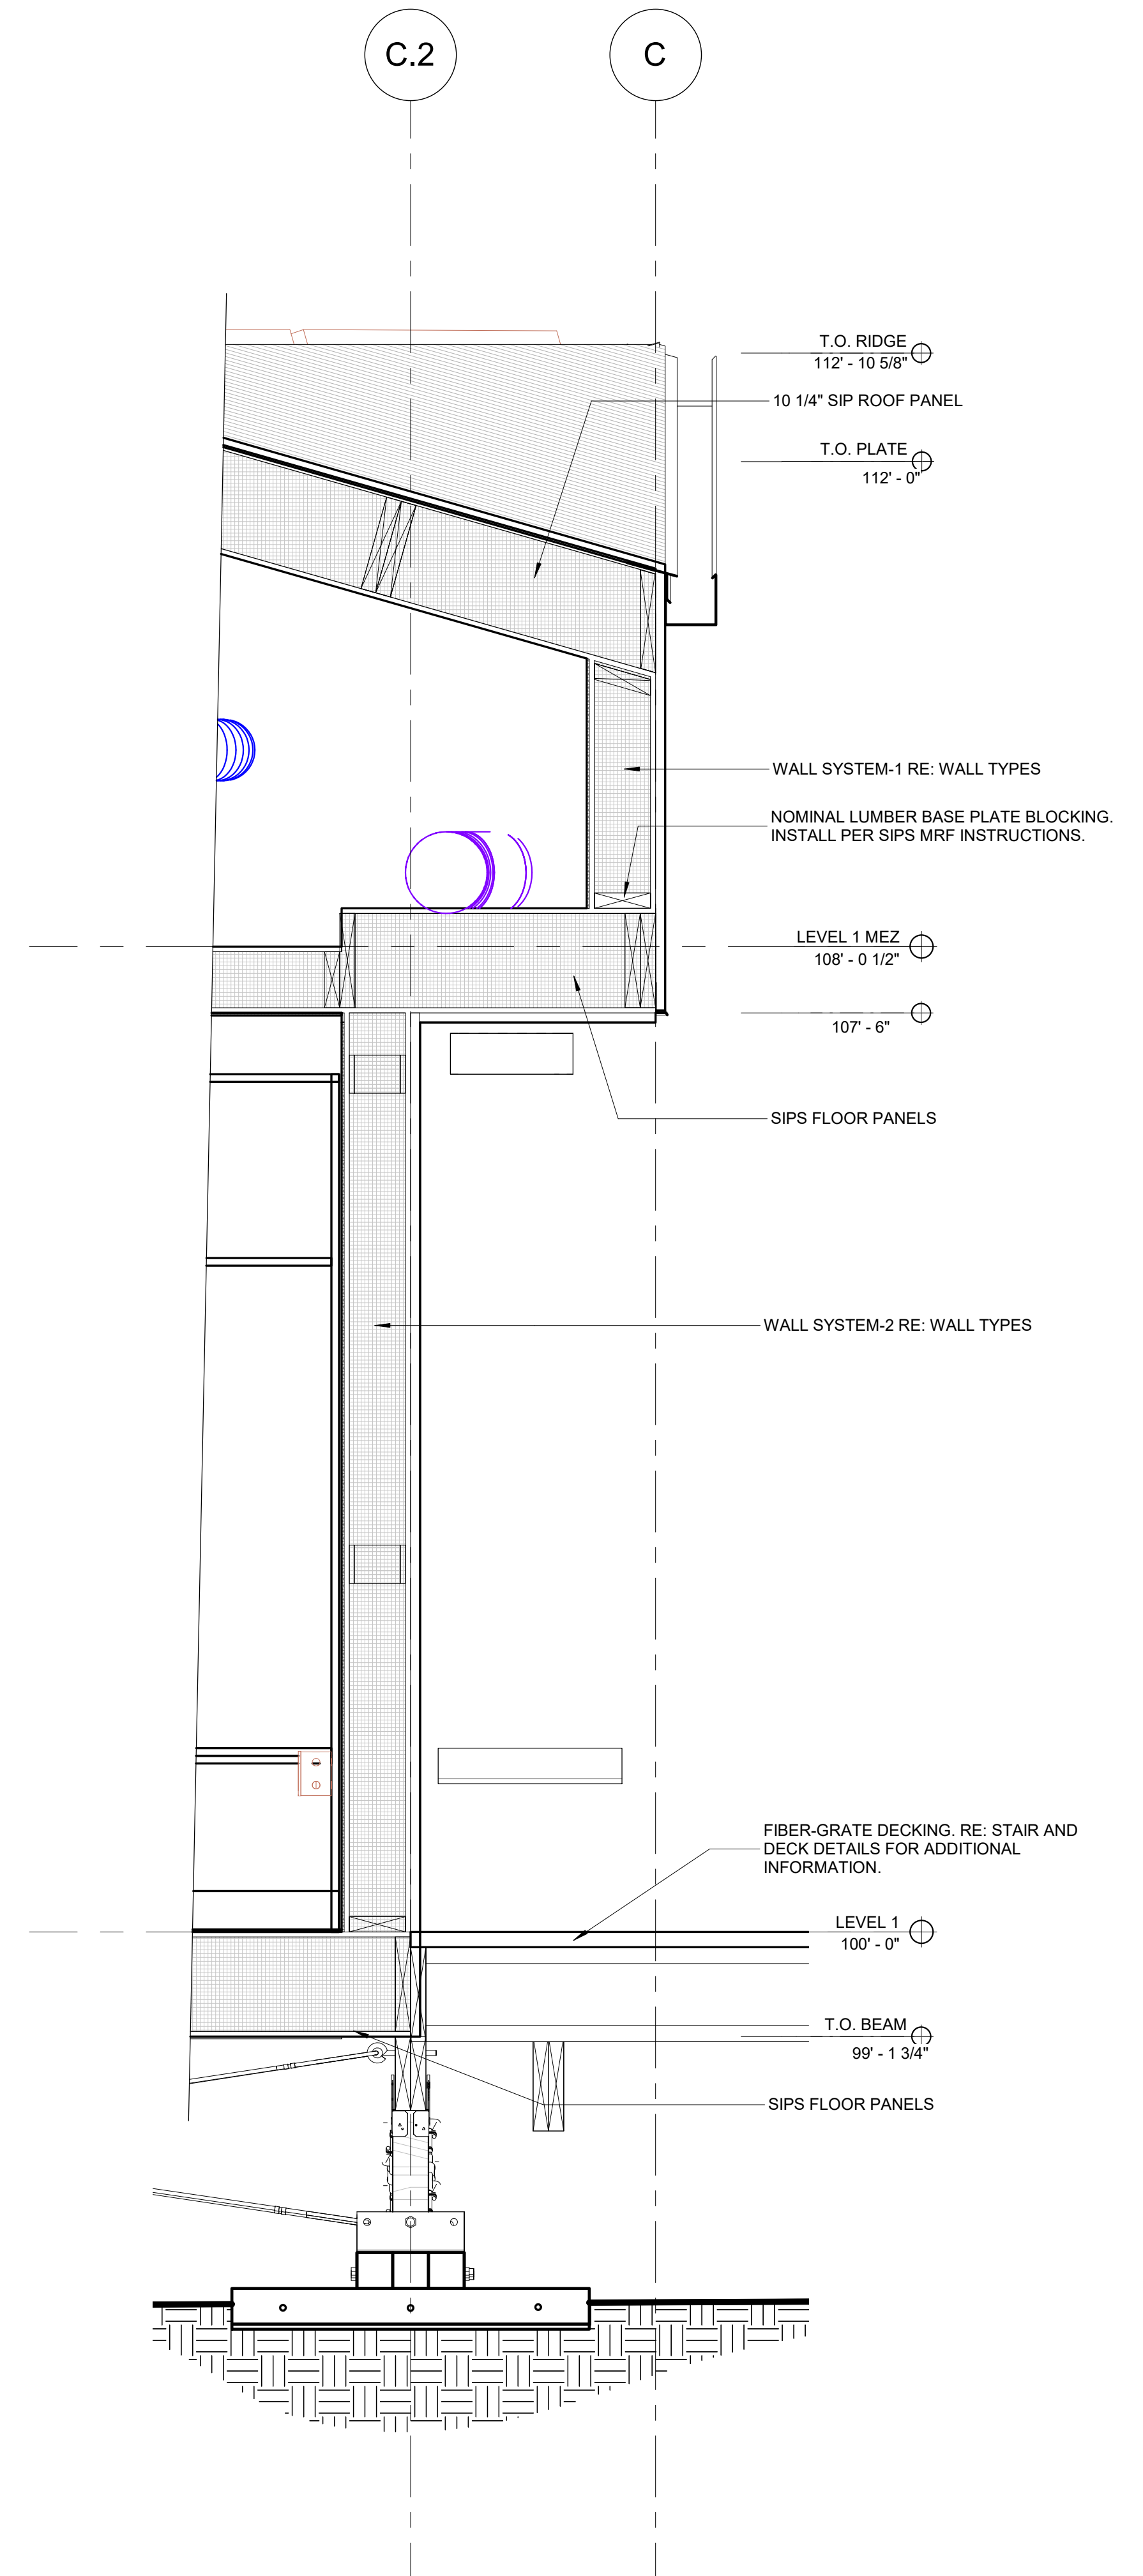 C.2
C
T.O. RIDGE
112' - 10 5/8"
10 1/4" SIP ROOF PANEL
T.O. PLATE
112' - 0"
WALL SYSTEM-1 RE: WALL TYPES
NOMINAL LUMBER BASE PLATE BLOCKING.
INSTALL PER SIPS MRF INSTRUCTIONS.
LEVEL 1 MEZ
108' - 0 1/2"
107' - 6"
SIPS FLOOR PANELS
WALL SYSTEM-2 RE: WALL TYPES
FIBER-GRATE DECKING. RE: STAIR AND
DECK DETAILS FOR ADDITIONAL
INFORMATION.
LEVEL 1
100' - 0"
T.O. BEAM
99' - 1 3/4"
SIPS FLOOR PANELS